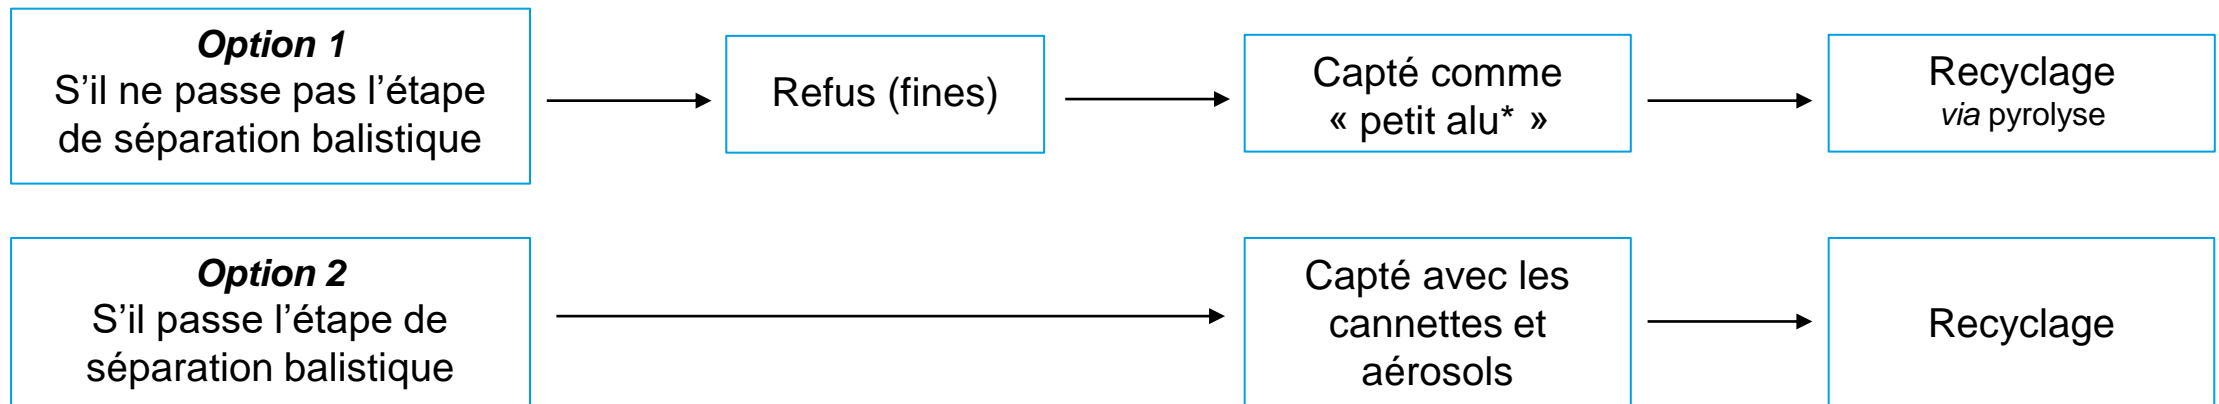 Option 1
S’il ne passe pas l’étape
de séparation balistique
Refus (fines)
Capté comme
« petit alu* »
Recyclage
via pyrolyse
Option 2
S’il passe l’étape de
séparation balistique
Capté avec les
cannettes et
aérosols
Recyclage